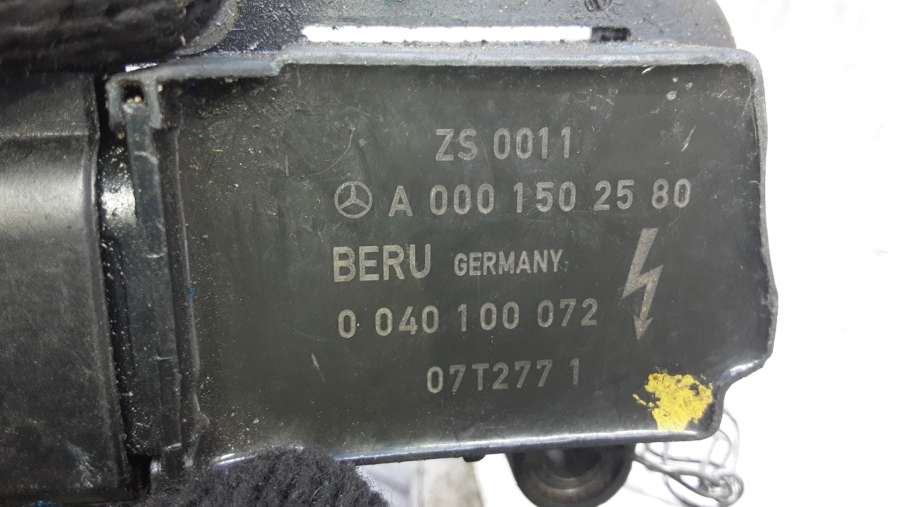 ZS 0011
A 000 150 25 80
BERU GERMANY
0 040 100 072
07T277 1